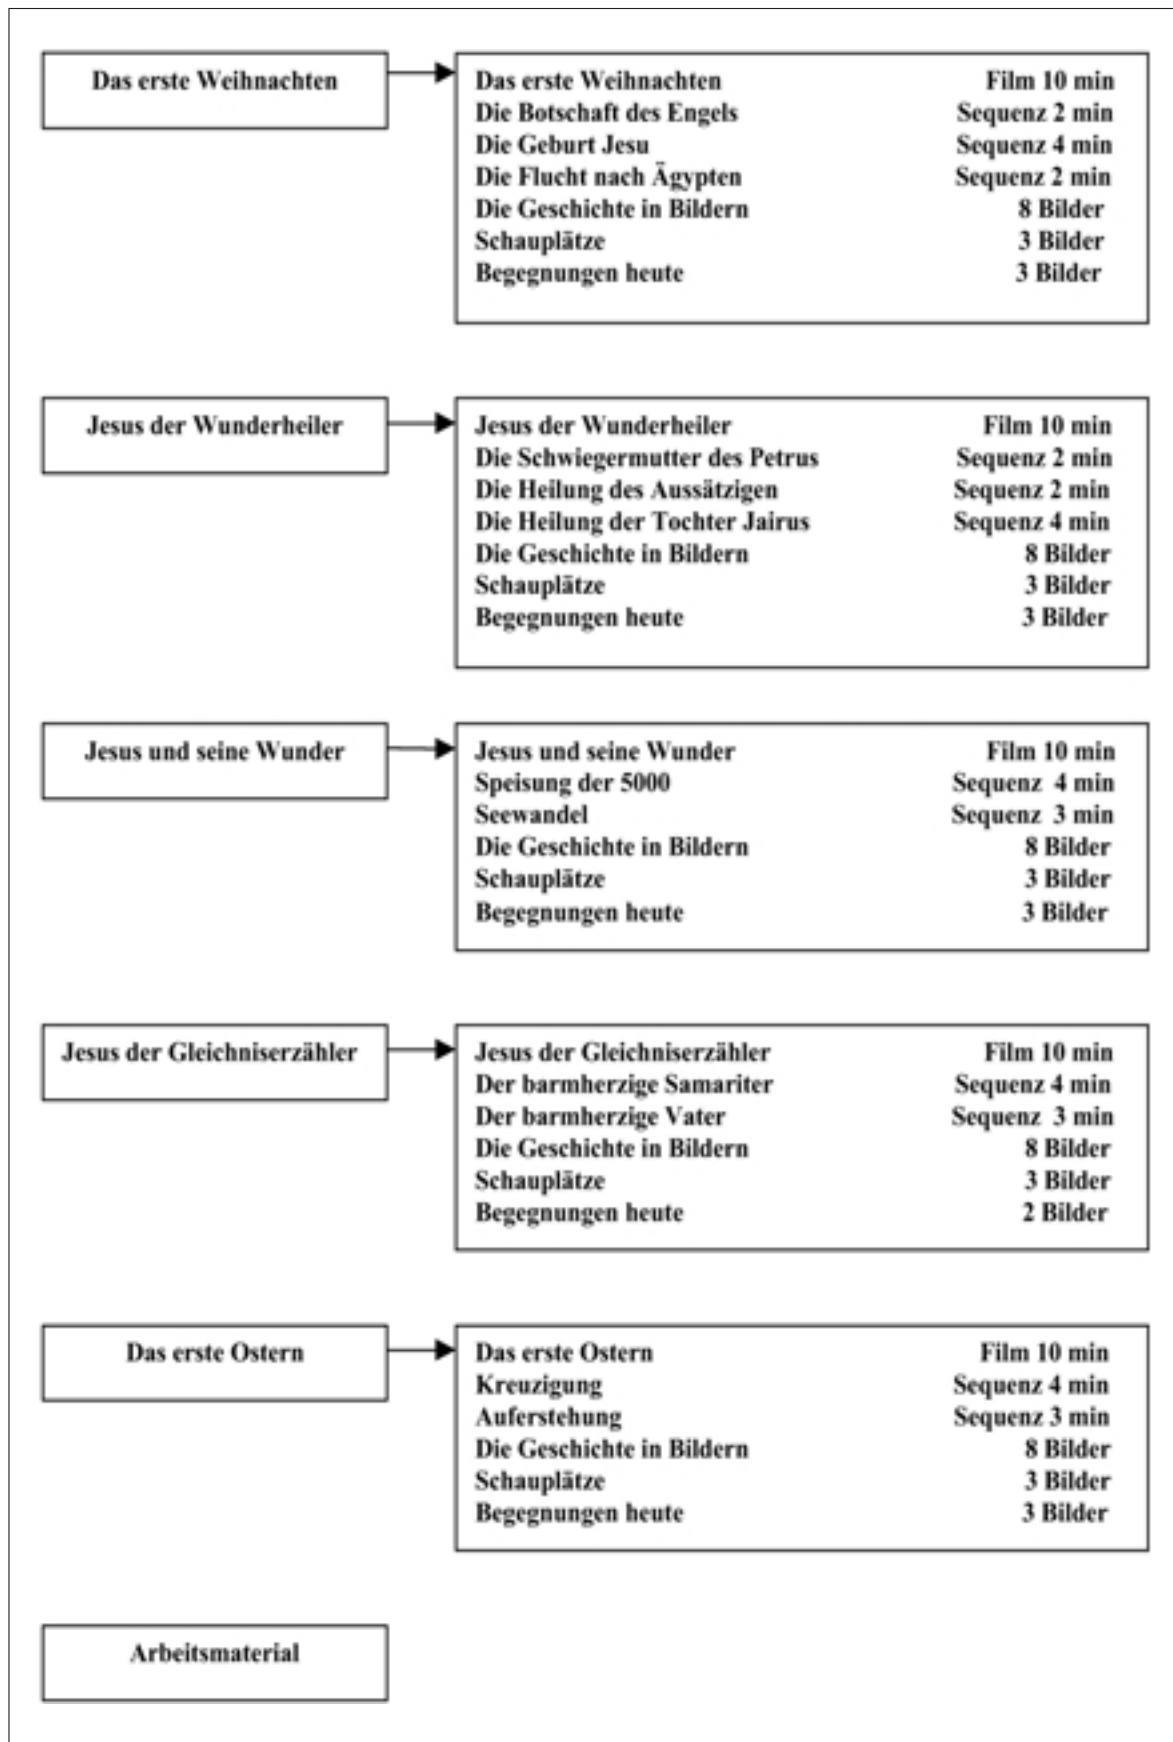 Das erste Weihnachten
Das erste Weihnachten Film 10 min
Die Botschaft des Engels Sequenz 2 min
Die Geburt Jesu Sequenz 4 min
Die Flucht nach Ägypten Sequenz 2 min
Die Geschichte in Bildern 8 Bilder
Schauplätze 3 Bilder
Begegnungen heute 3 Bilder
Jesus der Wunderheiler
Jesus der Wunderheiler Film 10 min
Die Schwiegermutter des Petrus Sequenz 2 min
Die Heilung des Aussätzigen Sequenz 2 min
Die Heilung der Tochter Jairus Sequenz 4 min
Die Geschichte in Bildern 8 Bilder
Schauplätze 3 Bilder
Begegnungen heute 3 Bilder
Jesus und seine Wunder
Jesus und seine Wunder Film 10 min
Speisung der 5000 Sequenz 4 min
Seewandel Sequenz 3 min
Die Geschichte in Bildern 8 Bilder
Schauplätze 3 Bilder
Begegnungen heute 3 Bilder
Jesus der Gleichniserzähler
Jesus der Gleichniserzähler Film 10 min
Der barmherzige Samariter Sequenz 4 min
Der barmherzige Vater Sequenz 3 min
Die Geschichte in Bildern 8 Bilder
Schauplätze 3 Bilder
Begegnungen heute 2 Bilder
Das erste Ostern
Das erste Ostern Film 10 min
Kreuzigung Sequenz 4 min
Auferstehung Sequenz 3 min
Die Geschichte in Bildern 8 Bilder
Schauplätze 3 Bilder
Begegnungen heute 3 Bilder
Arbeitsmaterial